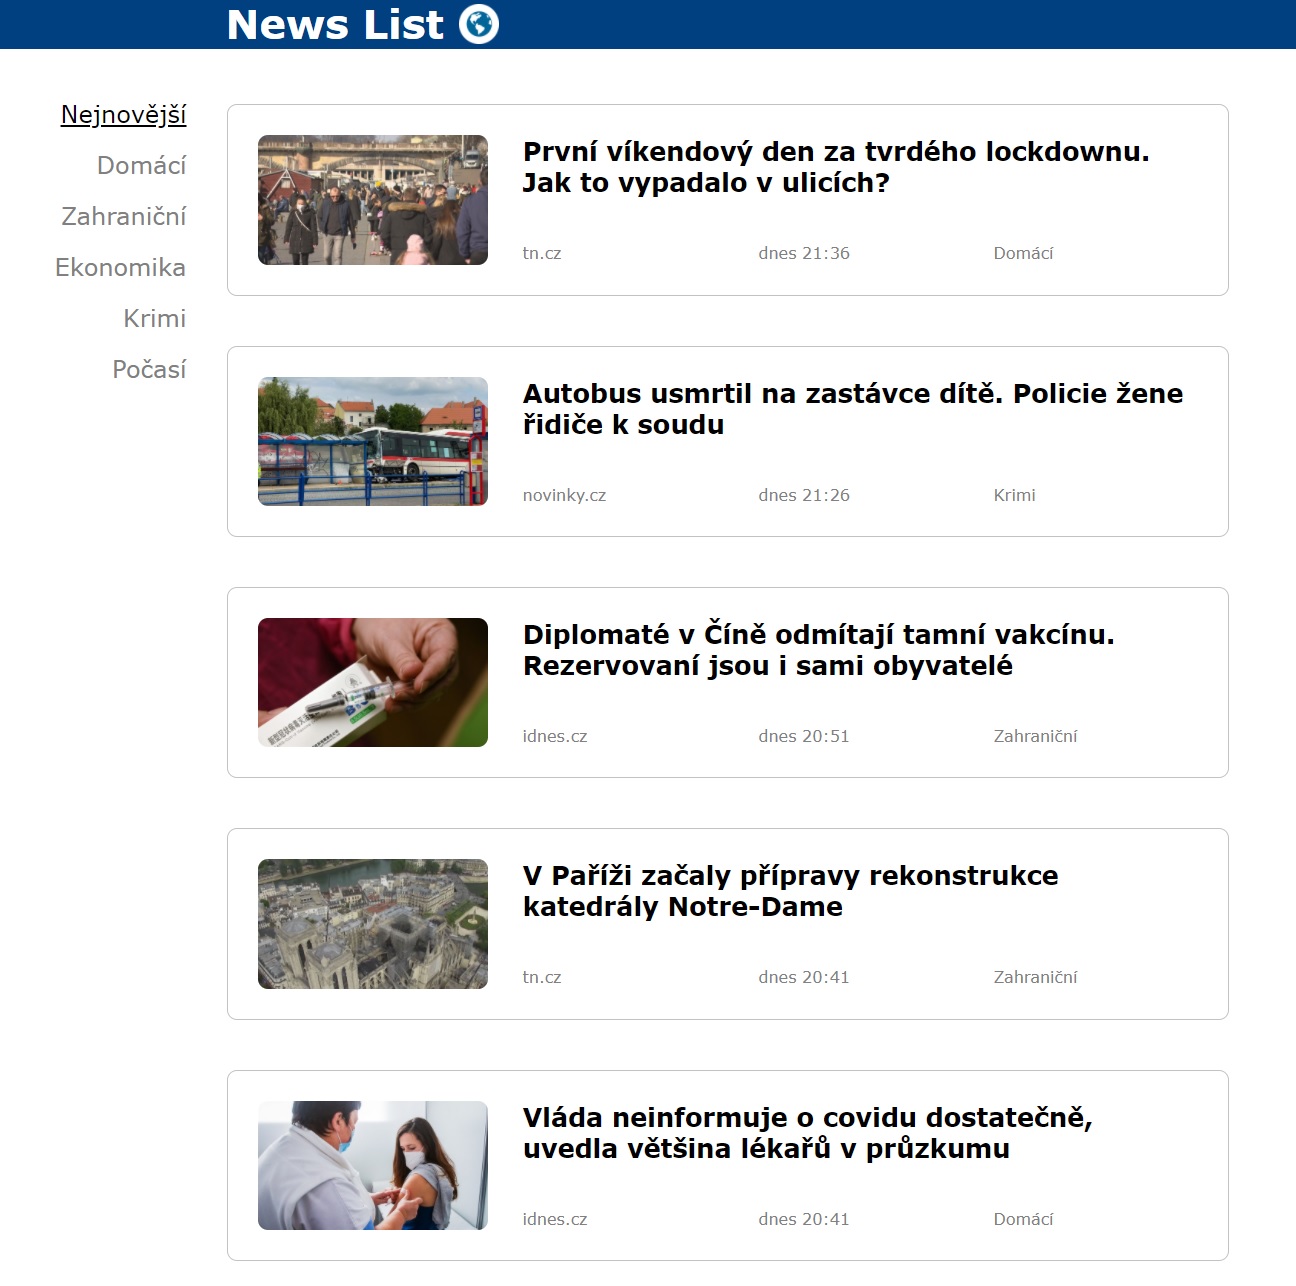 News List
Nejnovější
Domácí
Zahraniční
Ekonomika
Krimi
Počasí
První víkendový den za tvrdého lockdownu.
Jak to vypadalo v ulicích?
tn.cz dnes 21:36 Domácí
Autobus usmrtil na zastávce dítě. Policie žene
řidiče k soudu
novinky.cz dnes 21:26 Krimi
Diplomaté v Číně odmítají tamní vakcínu.
Rezervovaní jsou i sami obyvatelé
idnes.cz dnes 20:51 Zahraniční
V Paříži začaly přípravy rekonstrukce
katedrály Notre-Dame
tn.cz dnes 20:41 Zahraniční
Vláda neinformuje o covidu dostatečně,
uvedla většina lékařů v průzkumu
idnes.cz dnes 20:41 Domácí